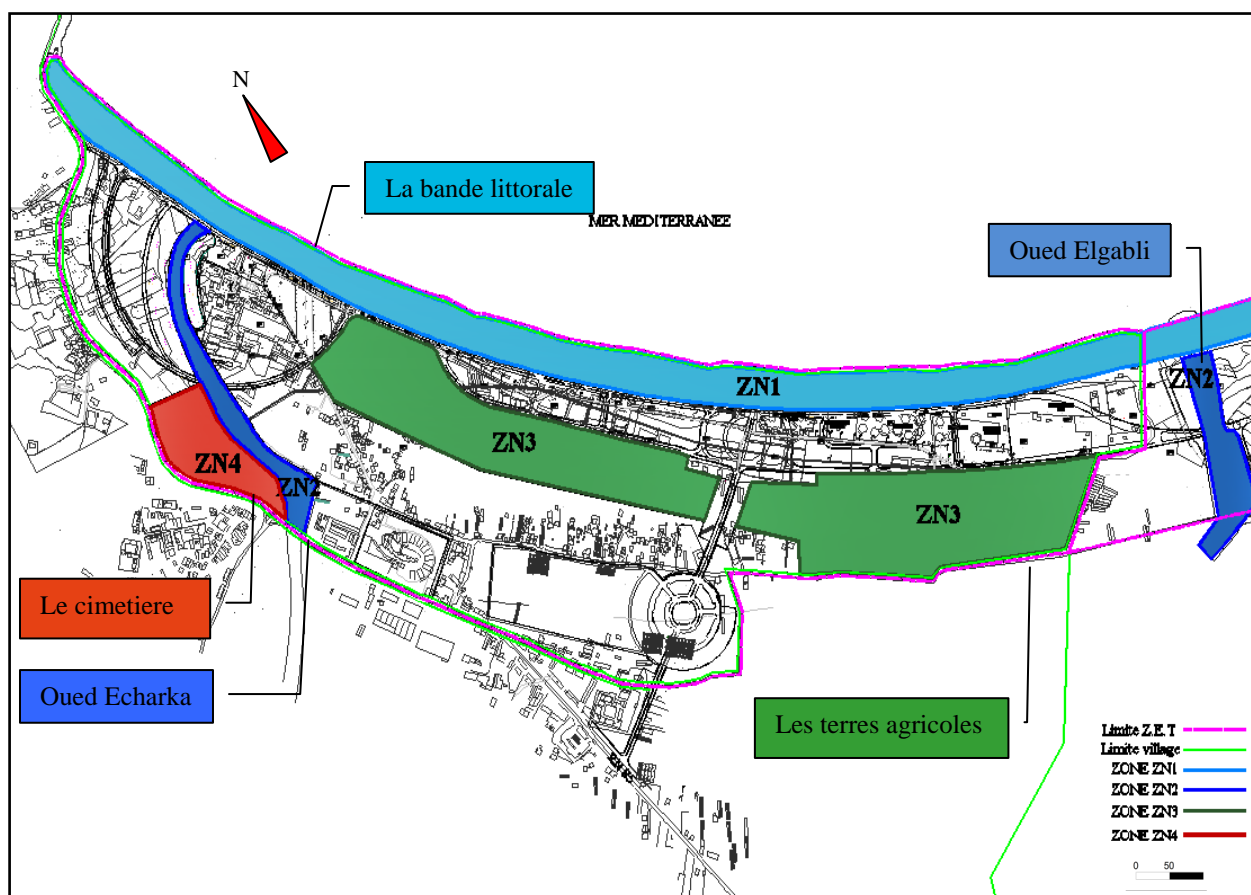 N
La bande littorale
MER MEDITERRANEE
Oued Elgabli
ZN1
ZN2
ZN3
ZN4
ZN2
ZN3
Le cimetiere
Oued Echarka
Les terres agricoles
Limite Z.E.T
Limite village
ZONE ZN1
ZONE ZN2
ZONE ZN3
ZONE ZN4
0 50